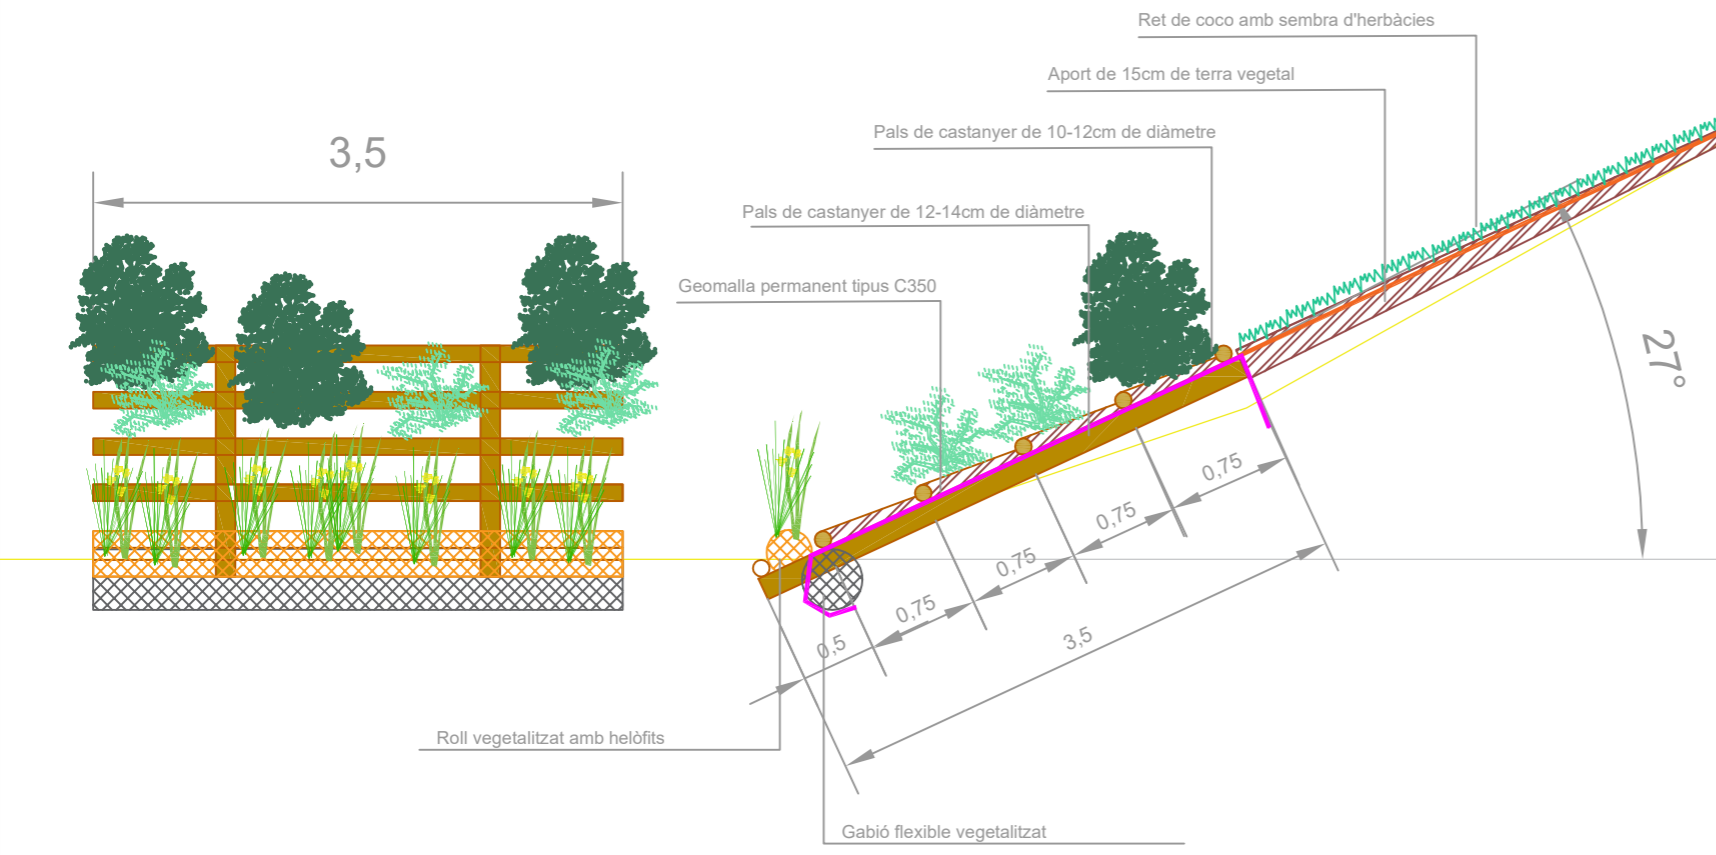 Ret de coco amb sembra d'herbàcies
Aport de 15cm de terra vegetal
Pals de castanyer de 10-12cm de diàmetre
3,5
Pals de castanyer de 12-14cm de diàmetre
Geomalla permanent tipus C350
27°
0,75
0,75
0,75
0,75
0,5
3,5
Roll vegetalitzat amb helòfits
Gabió flexible vegetalitzat